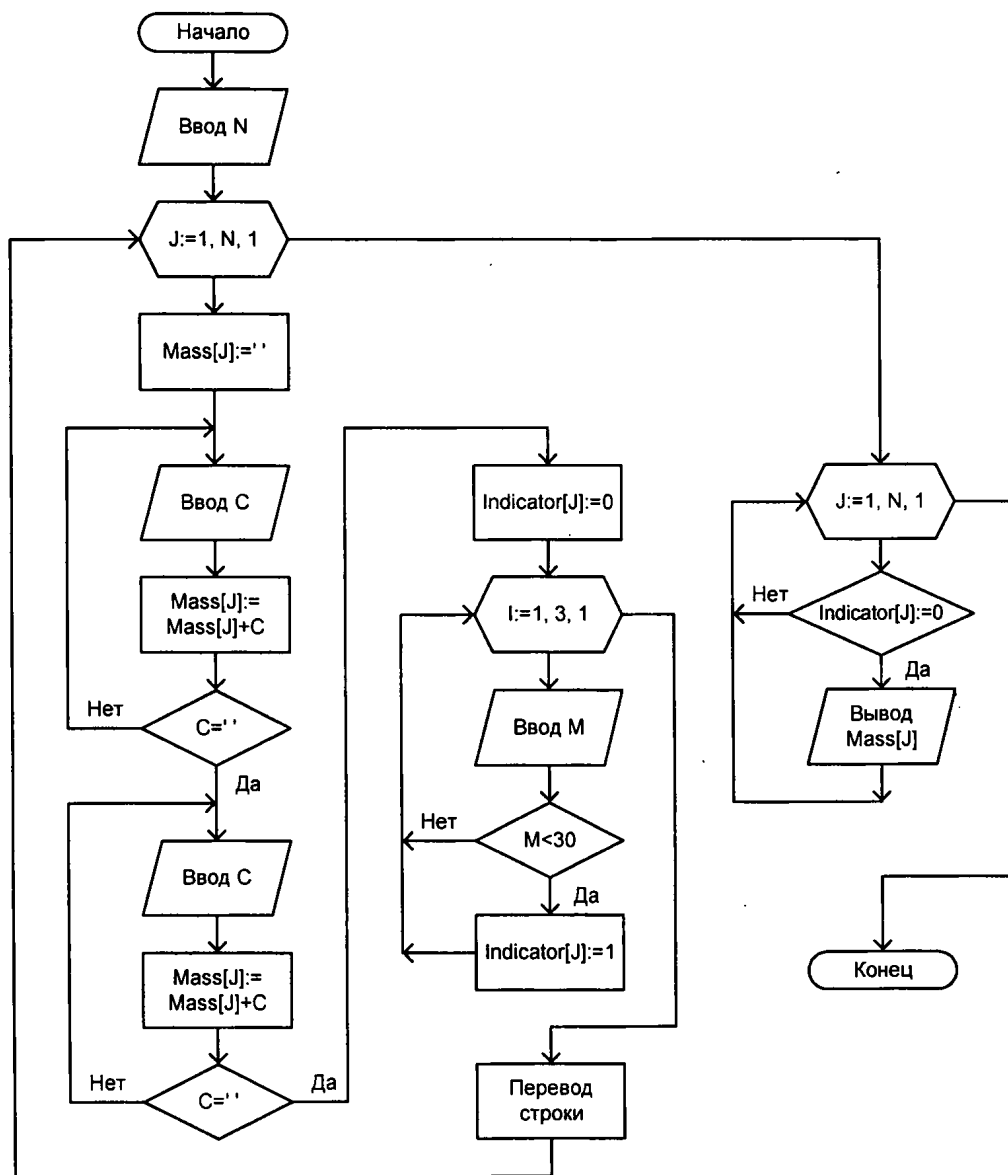 Начало
Ввод N
J:=1, N, 1
Mass[J]:=' '
Ввод C
Mass[J]:=
Mass[J]+C
Нет
C=' '
Да
Ввод C
Mass[J]:=
Mass[J]+C
Нет
C=' '
Да
Indicator[J]:=0
I:=1, 3, 1
Ввод M
Нет
M<30
Да
Indicator[J]:=1
Перевод
строки
J:=1, N, 1
Нет
Indicator[J]:=0
Да
Вывод
Mass[J]
Конец